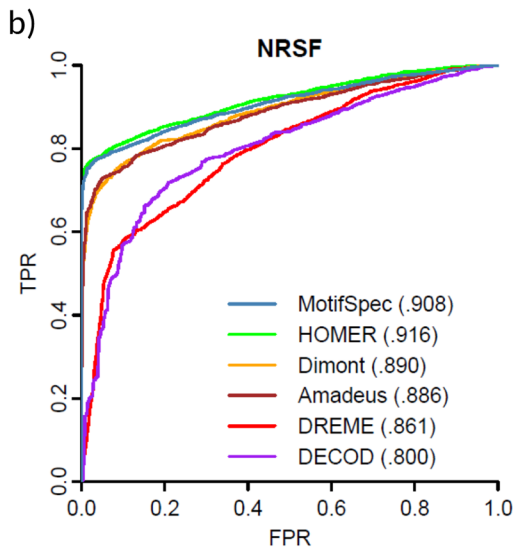 b)
NRSF
1.0
0.8
0.6
0.4
0.2
0.0
TPR
MotifSpec (.908)
HOMER (.916)
Dimont (.890)
Amadeus (.886)
DREME (.861)
DECOD (.800)
0.0 0.2 0.4 0.6 0.8 1.0
FPR